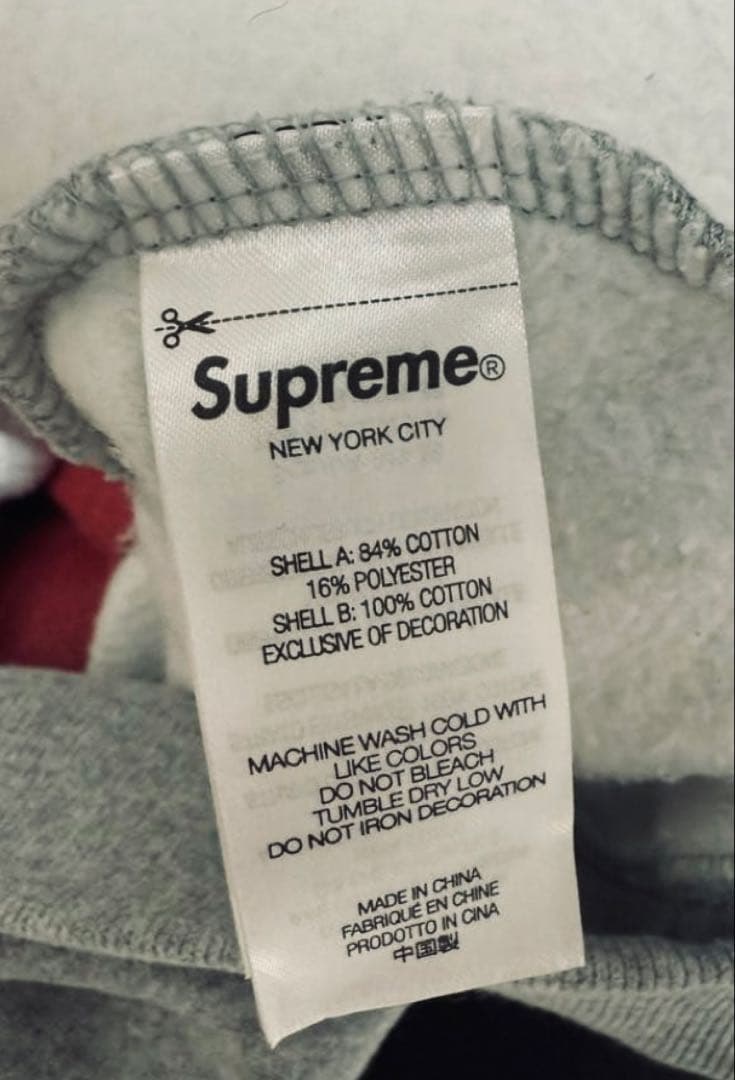 Supreme®
NEW YORK CITY
SHELL A: 84% COTTON
16% POLYESTER
SHELL B: 100% COTTON
EXCLUSIVE OF DECORATION
MACHINE WASH COLD WITH
LIKE COLORS
DO NOT BLEACH
TUMBLE DRY LOW
DO NOT IRON DECORATION
MADE IN CHINA
FABRIQUÉ EN CHINE
PRODOTTO IN CINA
中国製